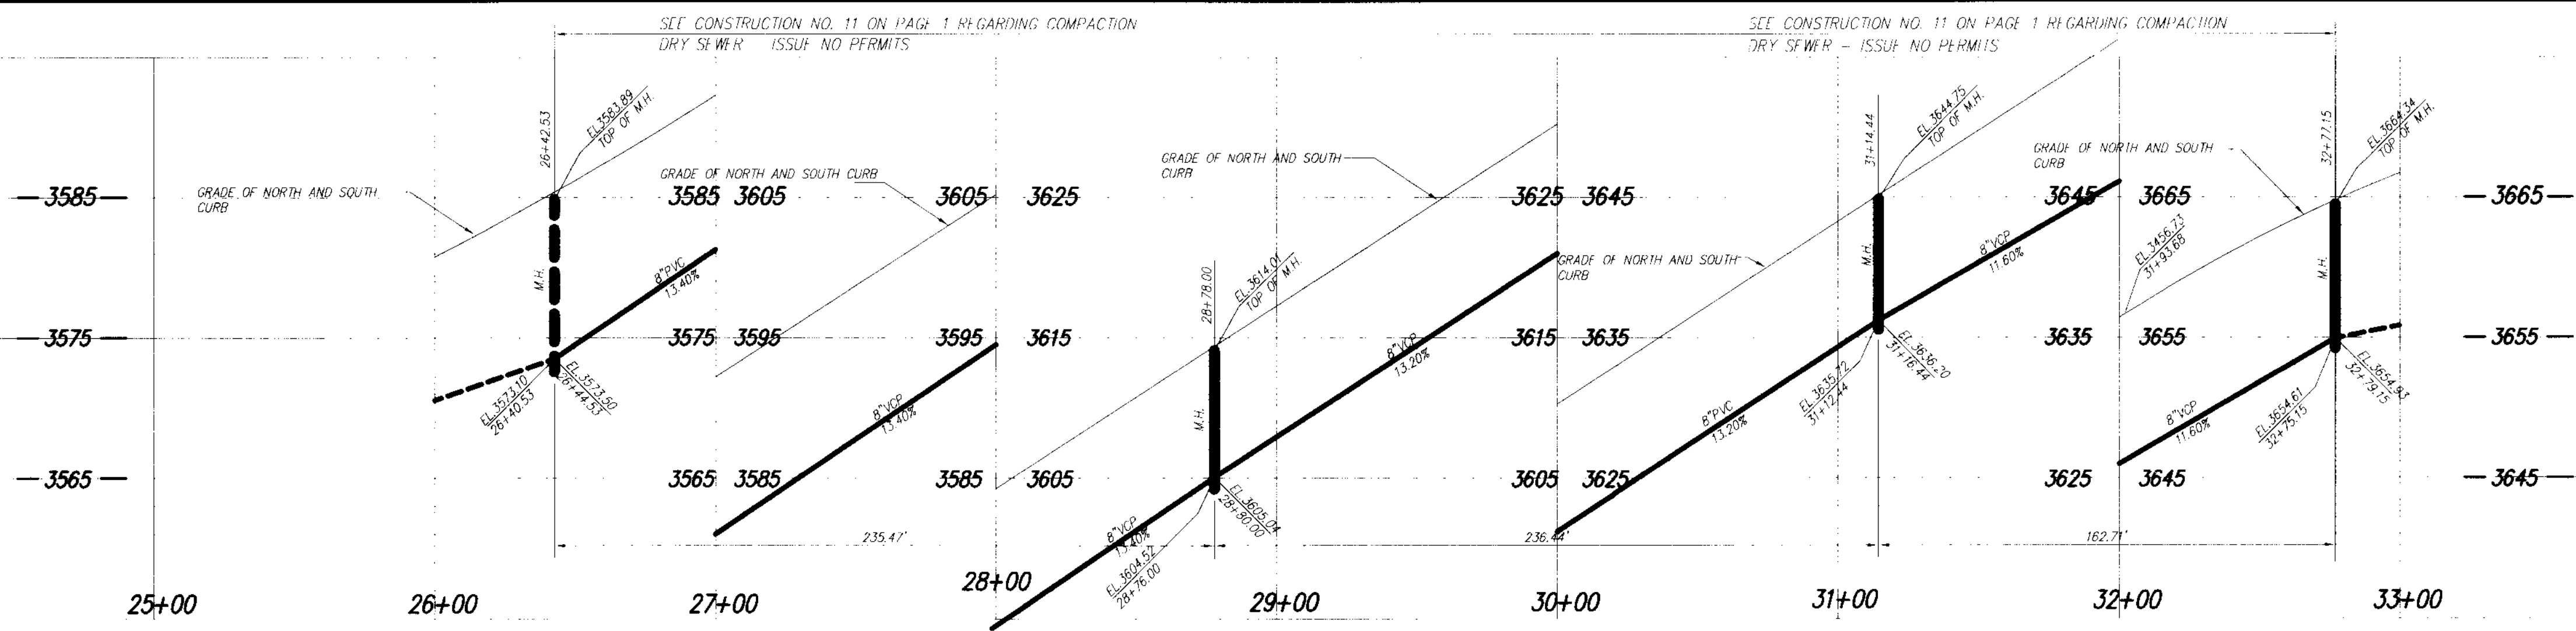 SEE CONSTRUCTION NO. 11 ON PAGE 1 REGARDING COMPACTION
DRY SEWER ISSUE NO PERMITS
SEE CONSTRUCTION NO. 11 ON PAGE 1 REGARDING COMPACTION
DRY SEWER - ISSUE NO PERMITS
26+42.53
EL.3583.89
TOP OF M.H.
GRADE OF NORTH AND SOUTH
CURB
GRADE OF NORTH AND SOUTH CURB
GRADE OF NORTH AND SOUTH
CURB
28+78.00
EL.3614.01
TOP OF M.H.
GRADE OF NORTH AND SOUTH
CURB
31+14.44
EL.3644.75
TOP OF M.H.
GRADE OF NORTH AND SOUTH
CURB
32+77.15
EL.3664.34
TOP OF M.H.
3585
3585 3605
3605 3625
3625 3645
3645 3665
3665
EL.3456.73
31+93.68
M.H.
8"PVC
13.40%
M.H.
8"VCP
11.60%
M.H.
3575
3575 3595
3595 3615
3615 3635
3635 3655
3655
EL.3573.10
26+40.53
EL.3573.50
26+44.53
8"VCP
13.40%
M.H.
8"VCP
13.20%
8"PVC
13.20%
EL.3635.72
31+12.44
EL.3636.20
31+16.44
8"VCP
11.60%
EL.3654.61
32+75.15
EL.3654.93
32+79.15
3565
3565 3585
3585 3605
3605 3625
3625 3645
3645
8"VCP
13.40%
EL.3604.52
28+76.00
EL.3605.04
28+80.00
235.47'
236.44'
162.71'
25+00
26+00
27+00
28+00
29+00
30+00
31+00
32+00
33+00